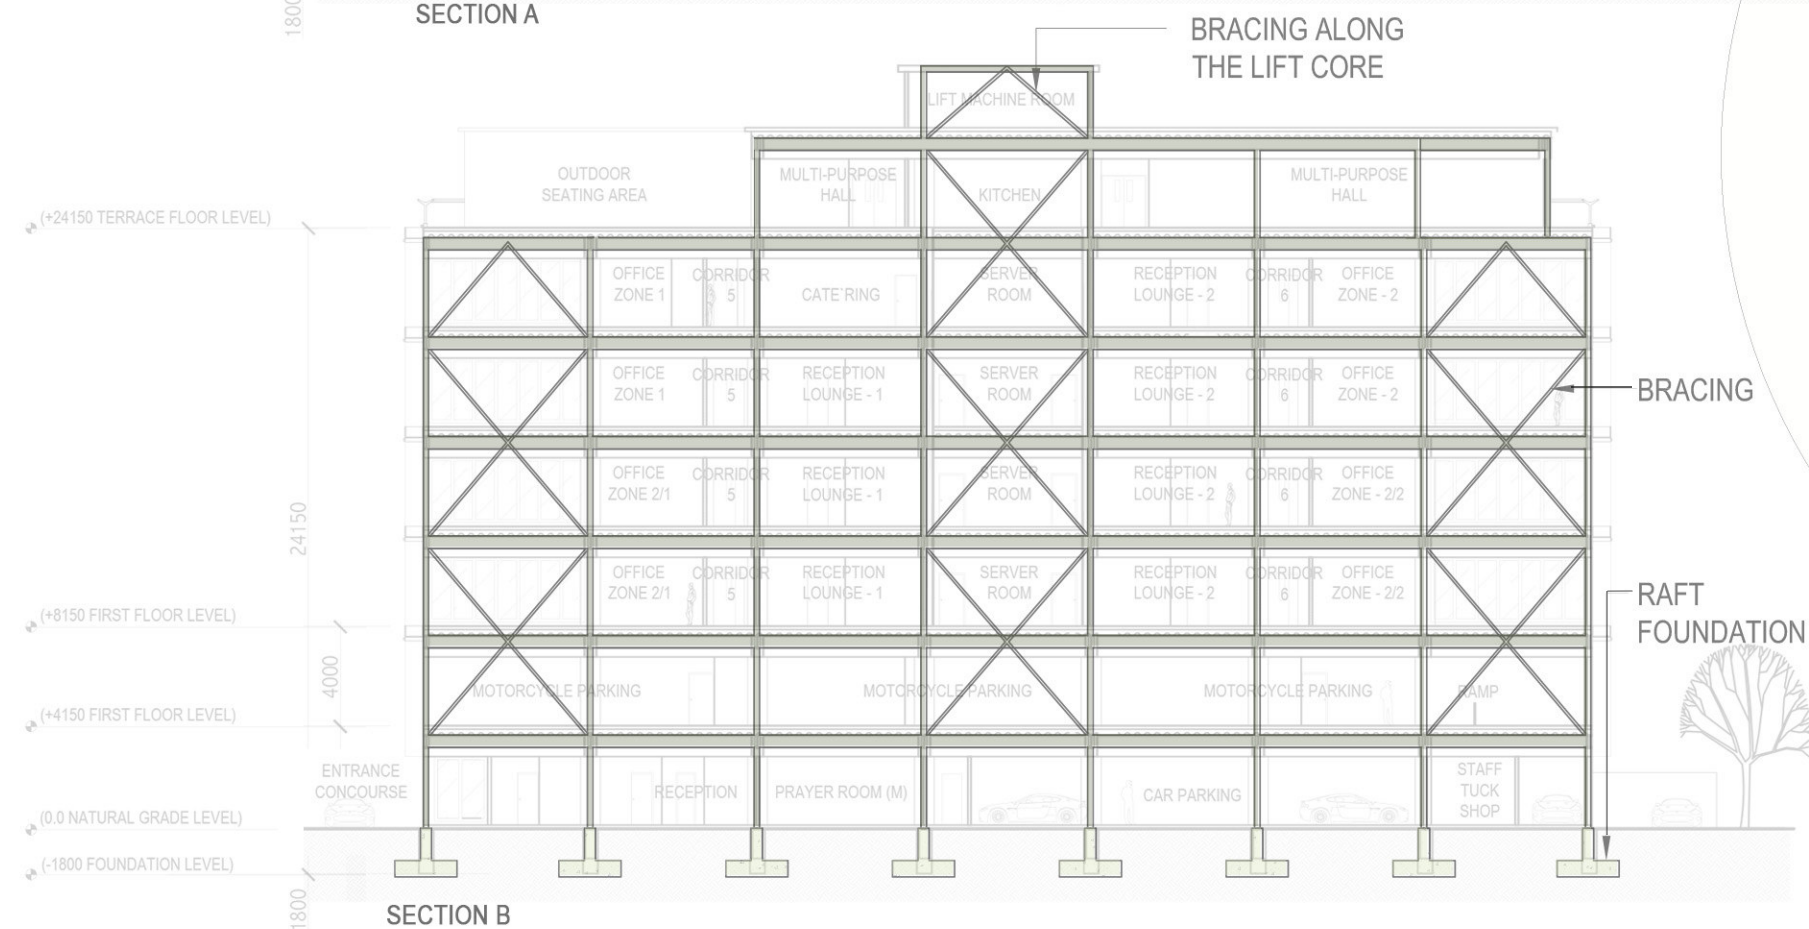 1800
SECTION A
BRACING ALONG
THE LIFT CORE
LIFT MACHINE ROOM
OUTDOOR
SEATING AREA
MULTI-PURPOSE
HALL
KITCHEN
MULTI-PURPOSE
HALL
(+24150 TERRACE FLOOR LEVEL)
OFFICE
ZONE 1
CORRIDOR
5
CATE'RING
SERVER
ROOM
RECEPTION
LOUNGE - 2
CORRIDOR
6
OFFICE
ZONE - 2
OFFICE
ZONE 1
CORRIDOR
5
RECEPTION
LOUNGE - 1
SERVER
ROOM
RECEPTION
LOUNGE - 2
CORRIDOR
6
OFFICE
ZONE - 2
BRACING
24150
OFFICE
ZONE 2/1
CORRIDOR
5
RECEPTION
LOUNGE - 1
SERVER
ROOM
RECEPTION
LOUNGE - 2
CORRIDOR
6
OFFICE
ZONE - 2/2
OFFICE
ZONE 2/1
CORRIDOR
5
RECEPTION
LOUNGE - 1
SERVER
ROOM
RECEPTION
LOUNGE - 2
CORRIDOR
6
OFFICE
ZONE - 2/2
RAFT
FOUNDATION
(+8150 FIRST FLOOR LEVEL)
4000
MOTORCYCLE PARKING
MOTORCYCLE PARKING
MOTORCYCLE PARKING
RAMP
(+4150 FIRST FLOOR LEVEL)
ENTRANCE
CONCOURSE
RECEPTION
PRAYER ROOM (M)
CAR PARKING
STAFF
TUCK
SHOP
(0.0 NATURAL GRADE LEVEL)
(-1800 FOUNDATION LEVEL)
1800
SECTION B